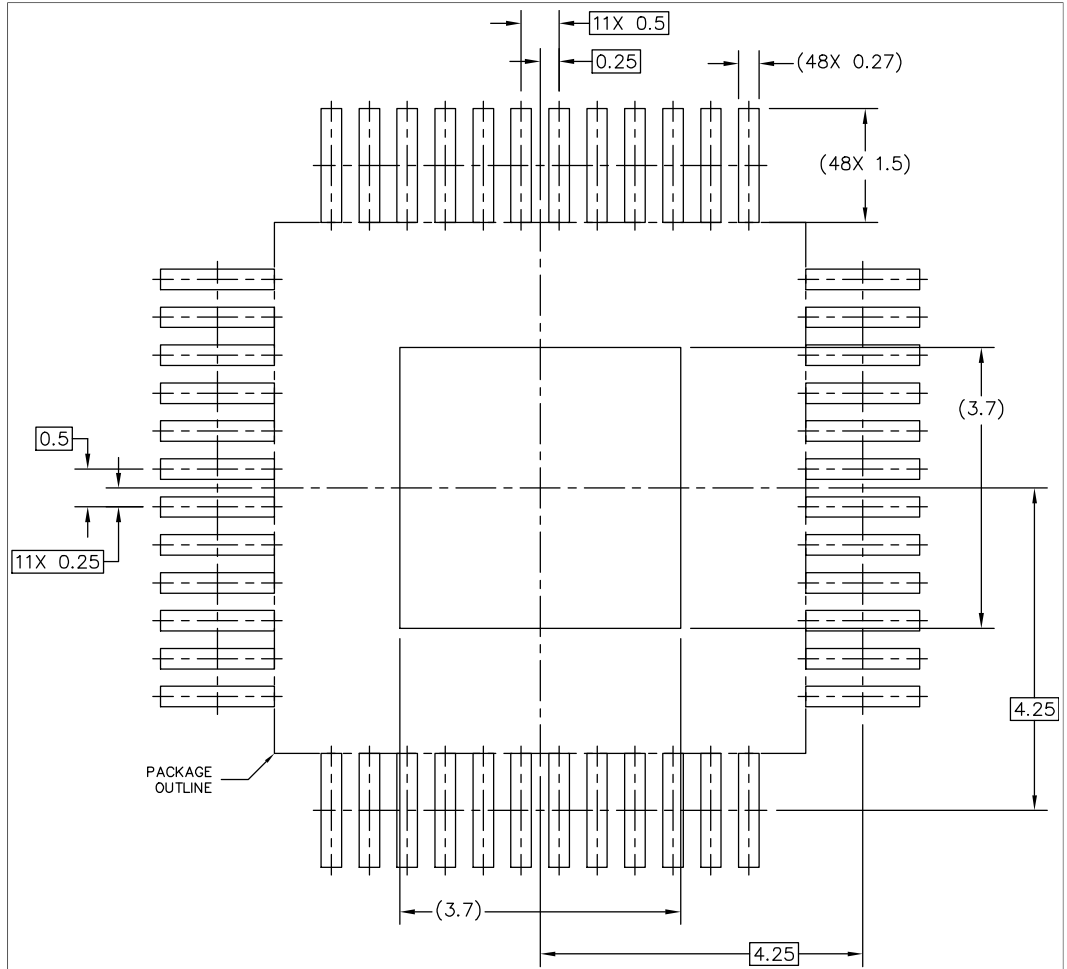 11X 0.5
0.25
(48X 0.27)
(48X 1.5)
(3.7)
0.5
11X 0.25
4.25
PACKAGE
OUTLINE
(3.7)
4.25